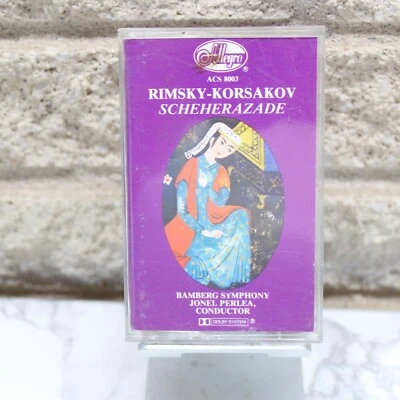 Allegro ®
ACS 8003
RIMSKY-KORSAKOV
SCHEHERAZADE
BAMBERG SYMPHONY
JONEL PERLEA,
CONDUCTOR
DOLBY SYSTEM ®